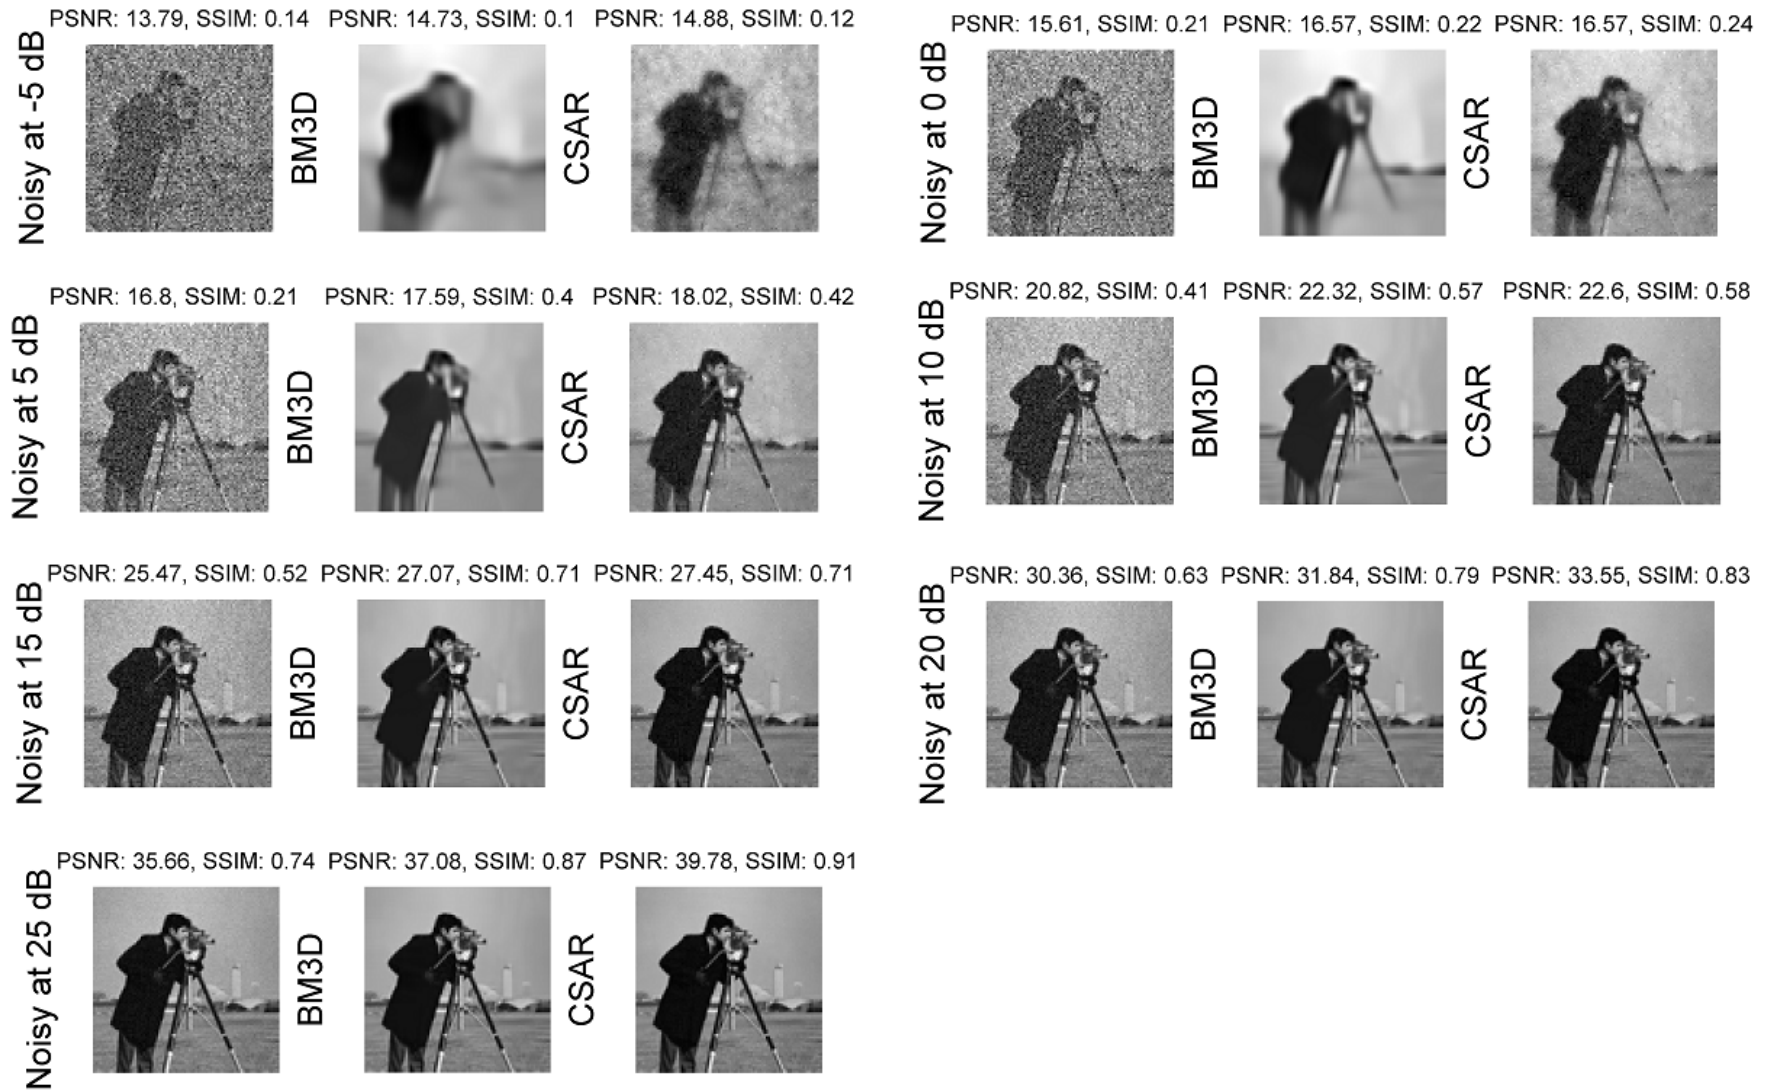 PSNR: 13.79, SSIM: 0.14 PSNR: 14.73, SSIM: 0.1 PSNR: 14.88, SSIM: 0.12
Noisy at -5 dB
BM3D
CSAR
PSNR: 15.61, SSIM: 0.21 PSNR: 16.57, SSIM: 0.22 PSNR: 16.57, SSIM: 0.24
Noisy at 0 dB
BM3D
CSAR
PSNR: 16.8, SSIM: 0.21 PSNR: 17.59, SSIM: 0.4 PSNR: 18.02, SSIM: 0.42
Noisy at 5 dB
BM3D
CSAR
PSNR: 20.82, SSIM: 0.41 PSNR: 22.32, SSIM: 0.57 PSNR: 22.6, SSIM: 0.58
Noisy at 10 dB
BM3D
CSAR
PSNR: 25.47, SSIM: 0.52 PSNR: 27.07, SSIM: 0.71 PSNR: 27.45, SSIM: 0.71
Noisy at 15 dB
BM3D
CSAR
PSNR: 30.36, SSIM: 0.63 PSNR: 31.84, SSIM: 0.79 PSNR: 33.55, SSIM: 0.83
Noisy at 20 dB
BM3D
CSAR
PSNR: 35.66, SSIM: 0.74 PSNR: 37.08, SSIM: 0.87 PSNR: 39.78, SSIM: 0.91
Noisy at 25 dB
BM3D
CSAR